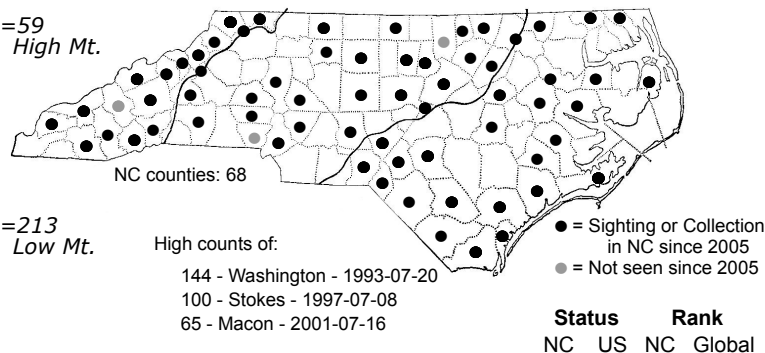 =59
High Mt.
NC counties: 68
=213
Low Mt.
High counts of:
144 - Washington - 1993-07-20
100 - Stokes - 1997-07-08
65 - Macon - 2001-07-16
= Sighting or Collection
in NC since 2005
= Not seen since 2005
Status Rank
NC US NC Global